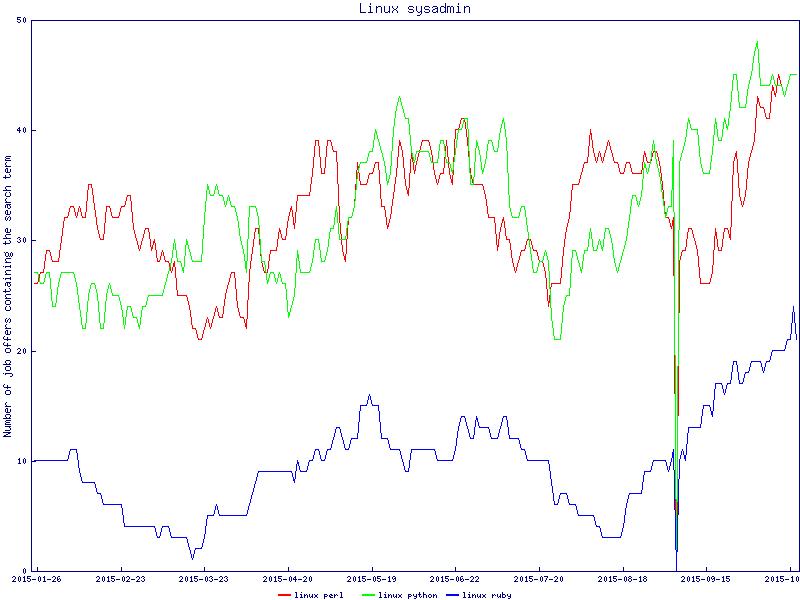 Linux sysadmin
Number of job offers containing the search term
50
40
30
20
10
0
2015-01-26 2015-02-23 2015-03-23 2015-04-20 2015-05-19 2015-06-22 2015-07-20 2015-08-18 2015-09-15 2015-10
linux perl linux python linux ruby